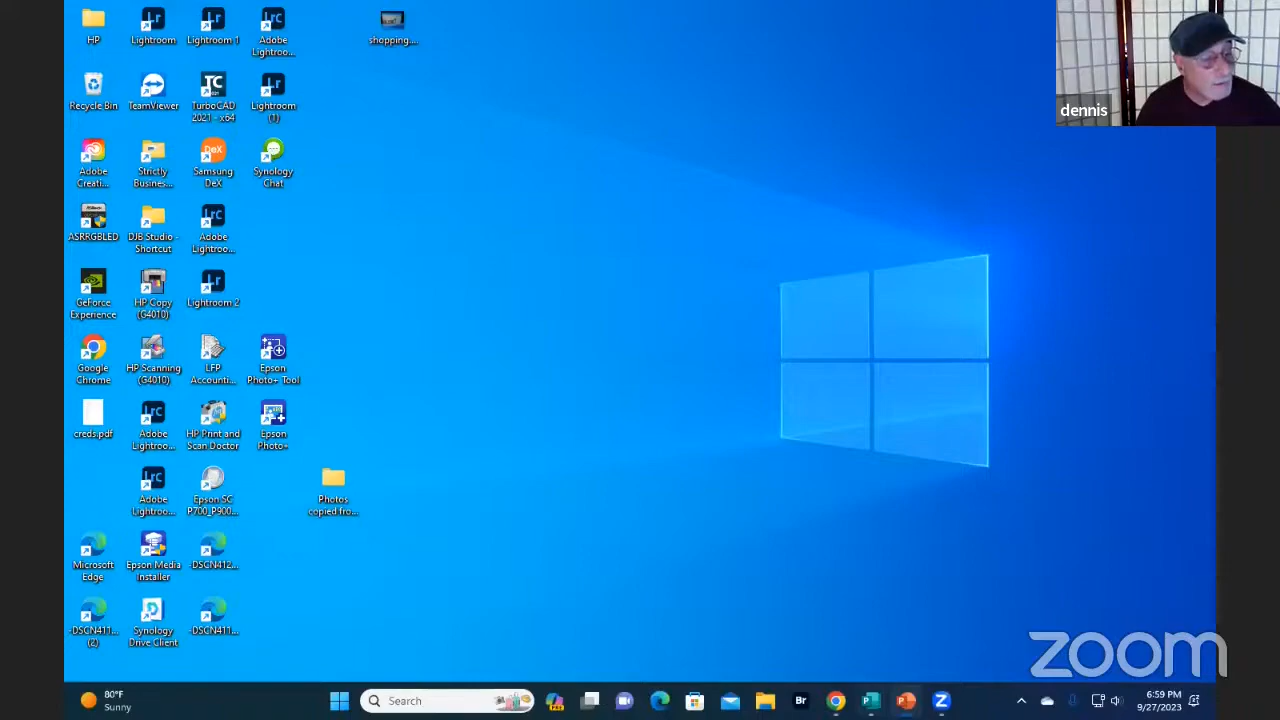 HP
Lightroom
Lightroom 1
Adobe
Lightroo...
shopping....
dennis
Recycle Bin
TeamViewer
TurboCAD
2021 - x64
Lightroom
(1)
Adobe
Creati...
Strictly
Busines...
Samsung
DeX
Synology
Chat
ASRRGBLED
DJB Studio -
Shortcut
Adobe
Lightroo...
GeForce
Experience
HP Copy
(G4010)
Lightroom 2
Google
Chrome
HP Scanning
(G4010)
LFP
Accounti...
Epson
Photo+ Tool
creds.pdf
Adobe
Lightroo...
HP Print and
Scan Doctor
Epson
Photo+
Adobe
Lightroo...
Epson SC
P700_P900...
Photos
copied fro...
Microsoft
Edge
Epson Media
Installer
-DSCN412...
-DSCN411...
(2)
Synology
Drive Client
-DSCN411...
zoom
80°F
Sunny
Search
6:59 PM
9/27/2023